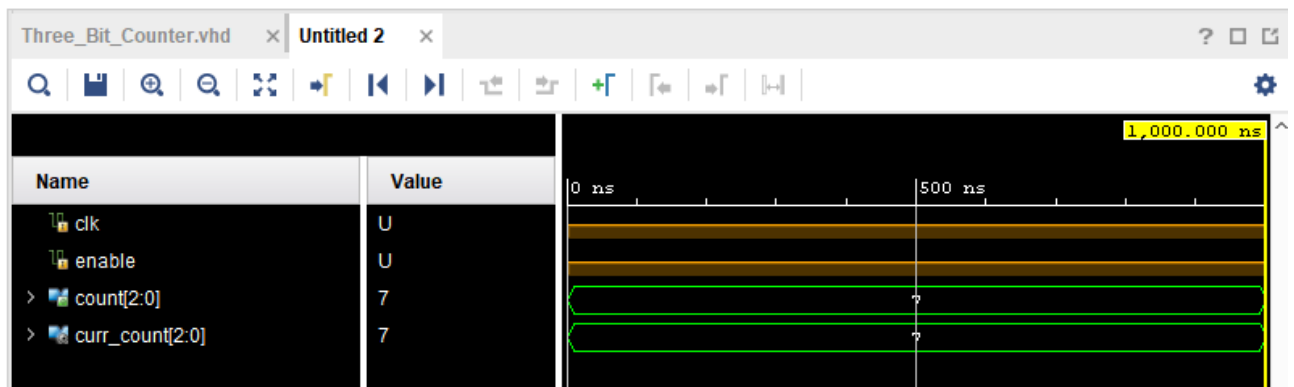 Three_Bit_Counter.vhd × Untitled 2 ×
?
1,000.000 ns
Name Value 0 ns 500 ns
clk U
enable U
> count[2:0] 7 7
> curr_count[2:0] 7 7